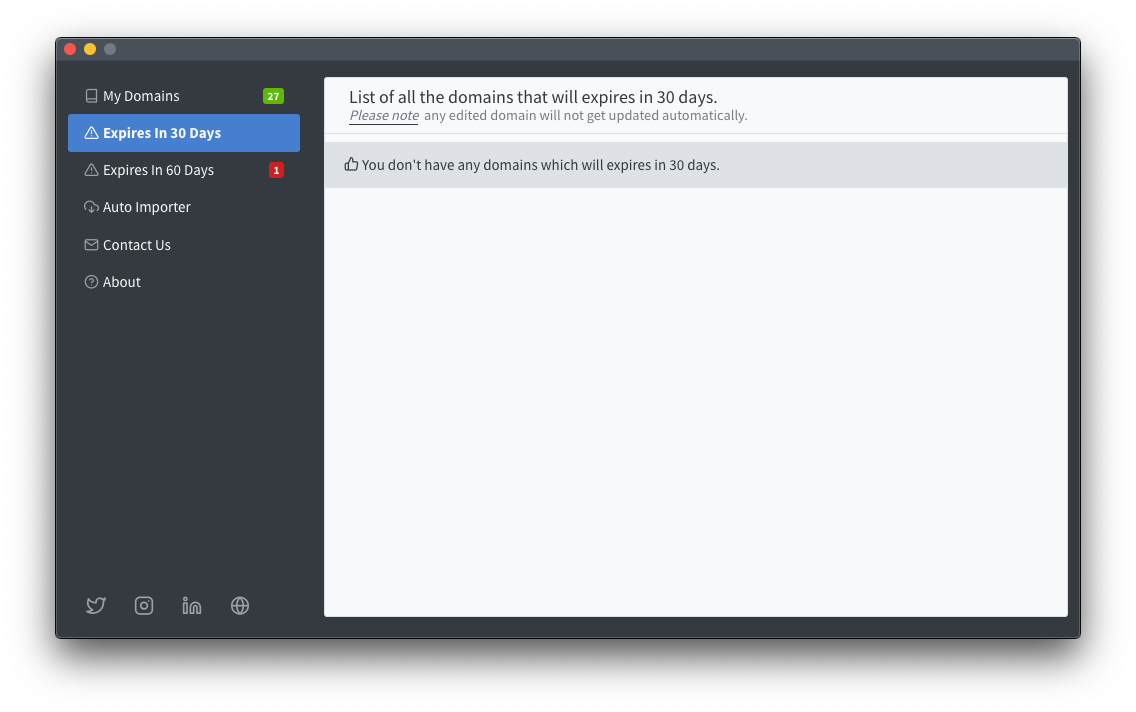 My Domains 27
Expires In 30 Days
Expires In 60 Days 1
Auto Importer
Contact Us
About
List of all the domains that will expires in 30 days.
Please note any edited domain will not get updated automatically.
You don't have any domains which will expires in 30 days.